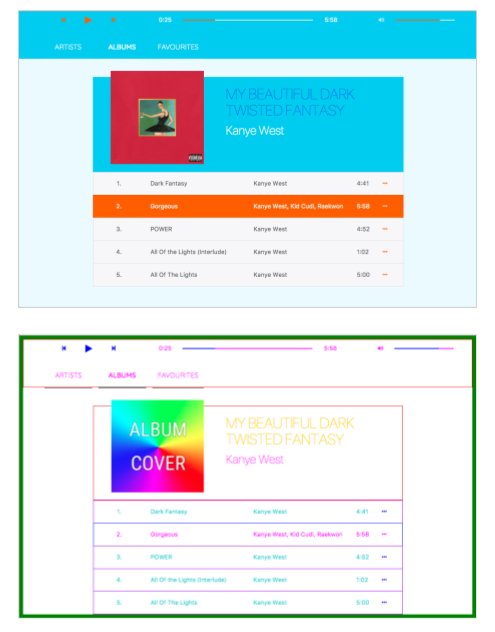 0:25 5:58
ARTISTS ALBUMS FAVOURITES
MY BEAUTIFUL DARK
TWISTED FANTASY
Kanye West
1. Dark Fantasy Kanye West 4:41
2. Gorgeous Kanye West, Kid Cudi, Raekwon 5:58
3. POWER Kanye West 4:52
4. All Of the Lights (Interlude) Kanye West 1:02
5. All Of The Lights Kanye West 5:00
0:25 5:58
ARTISTS ALBUMS FAVOURITES
ALBUM
COVER
MY BEAUTIFUL DARK
TWISTED FANTASY
Kanye West
1. Dark Fantasy Kanye West 4:41
2. Gorgeous Kanye West, Kid Cudi, Raekwon 5:58
3. POWER Kanye West 4:52
4. All Of the Lights (Interlude) Kanye West 1:02
5. All Of The Lights Kanye West 5:00